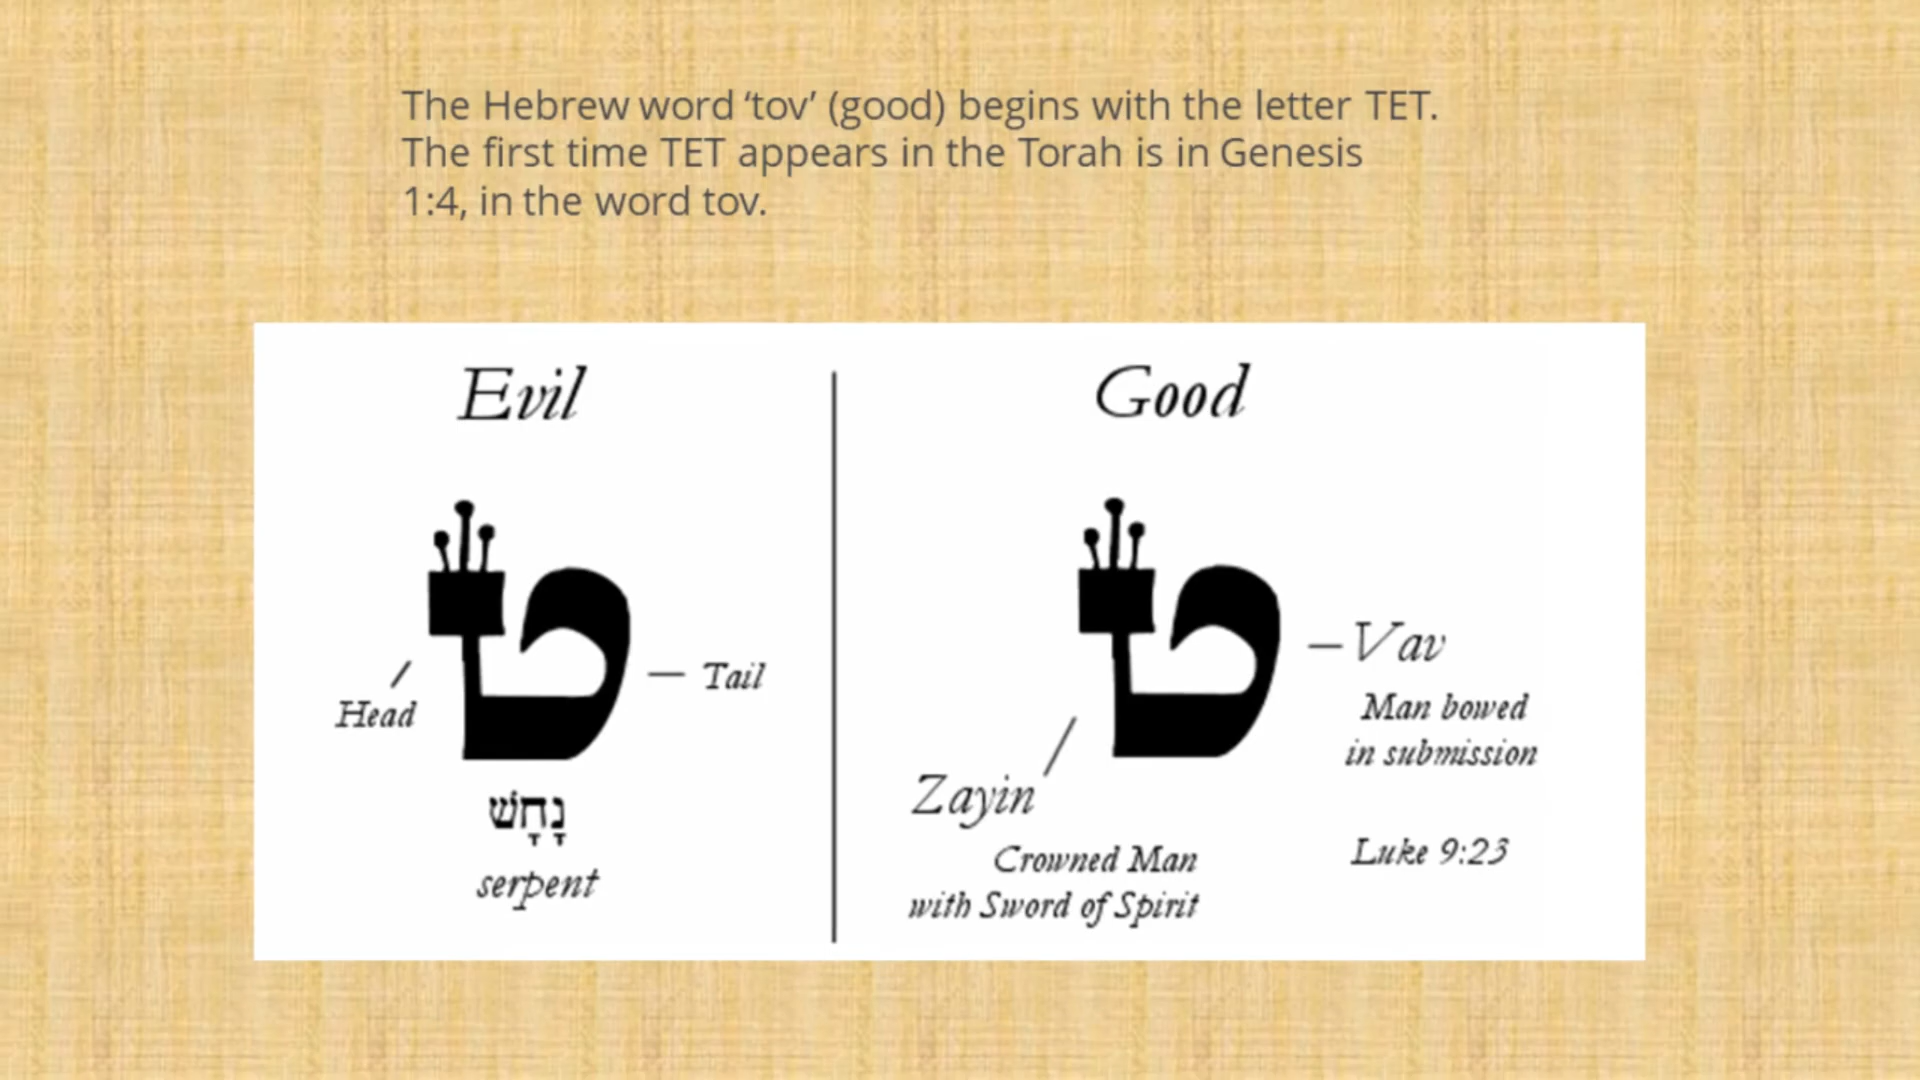 The Hebrew word ‘tov’ (good) begins with the letter TET.
The first time TET appears in the Torah is in Genesis
1:4, in the word tov.
Evil
ט
Head
Tail
נָחָשׁ
serpent
Good
ט
Vav
Man bowed
in submission
Zayin
Crowned Man
with Sword of Spirit
Luke 9:23